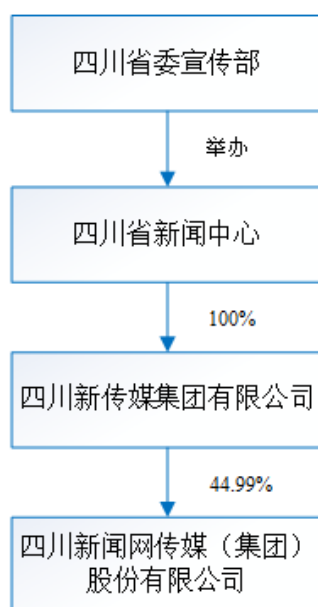 四川省委宣传部
举办
四川省新闻中心
100%
四川新传媒集团有限公司
44.99%
四川新闻网传媒（集团）
股份有限公司